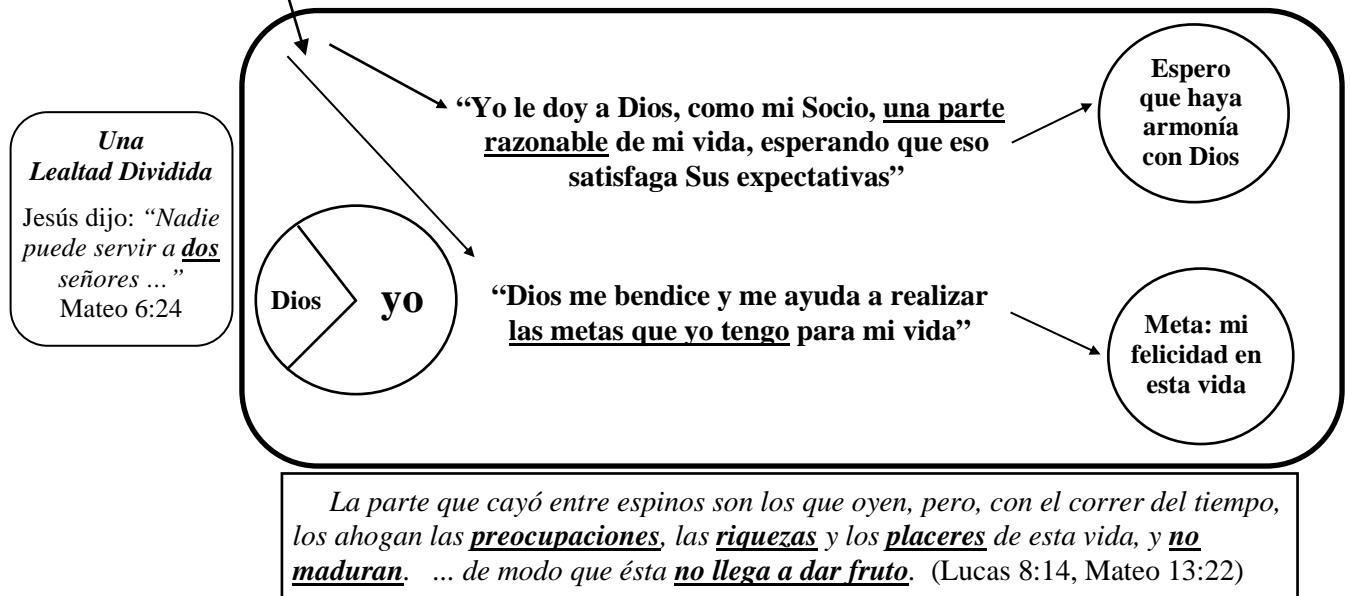 Una
Lealtad Dividida
Jesús dijo: “Nadie
puede servir a dos
señores ...”
Mateo 6:24
“Yo le doy a Dios, como mi Socio, una parte
razonable de mi vida, esperando que eso
satisfaga Sus expectativas”
Espero
que haya
armonía
con Dios
Dios
yo
“Dios me bendice y me ayuda a realizar
las metas que yo tengo para mi vida”
Meta: mi
felicidad en
esta vida
La parte que cayó entre espinos son los que oyen, pero, con el correr del tiempo,
los ahogan las preocupaciones, las riquezas y los placeres de esta vida, y no
maduran. ... de modo que ésta no llega a dar fruto. (Lucas 8:14, Mateo 13:22)